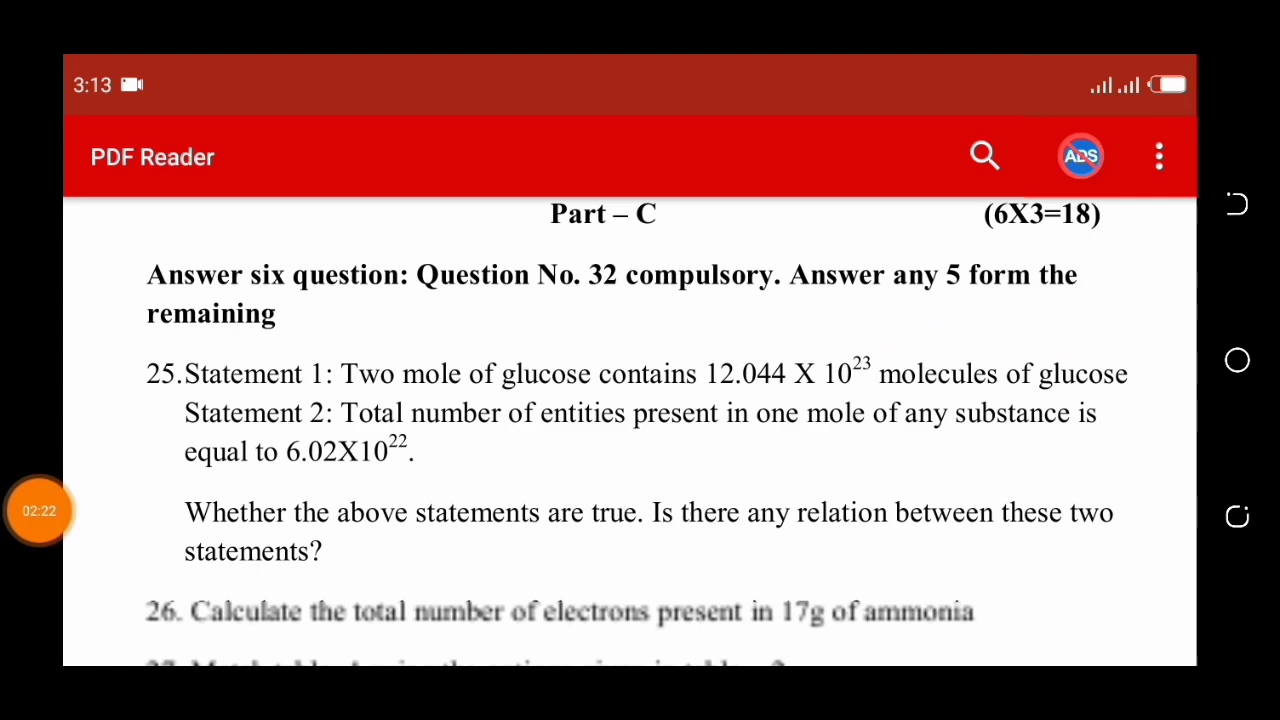 3:13
PDF Reader
ADS
Part – C (6X3=18)
Answer six question: Question No. 32 compulsory. Answer any 5 form the
remaining
25.Statement 1: Two mole of glucose contains 12.044 X 10²³ molecules of glucose
Statement 2: Total number of entities present in one mole of any substance is
equal to 6.02X10²².
02:22
Whether the above statements are true. Is there any relation between these two
statements?
26. Calculate the total number of electrons present in 17g of ammonia